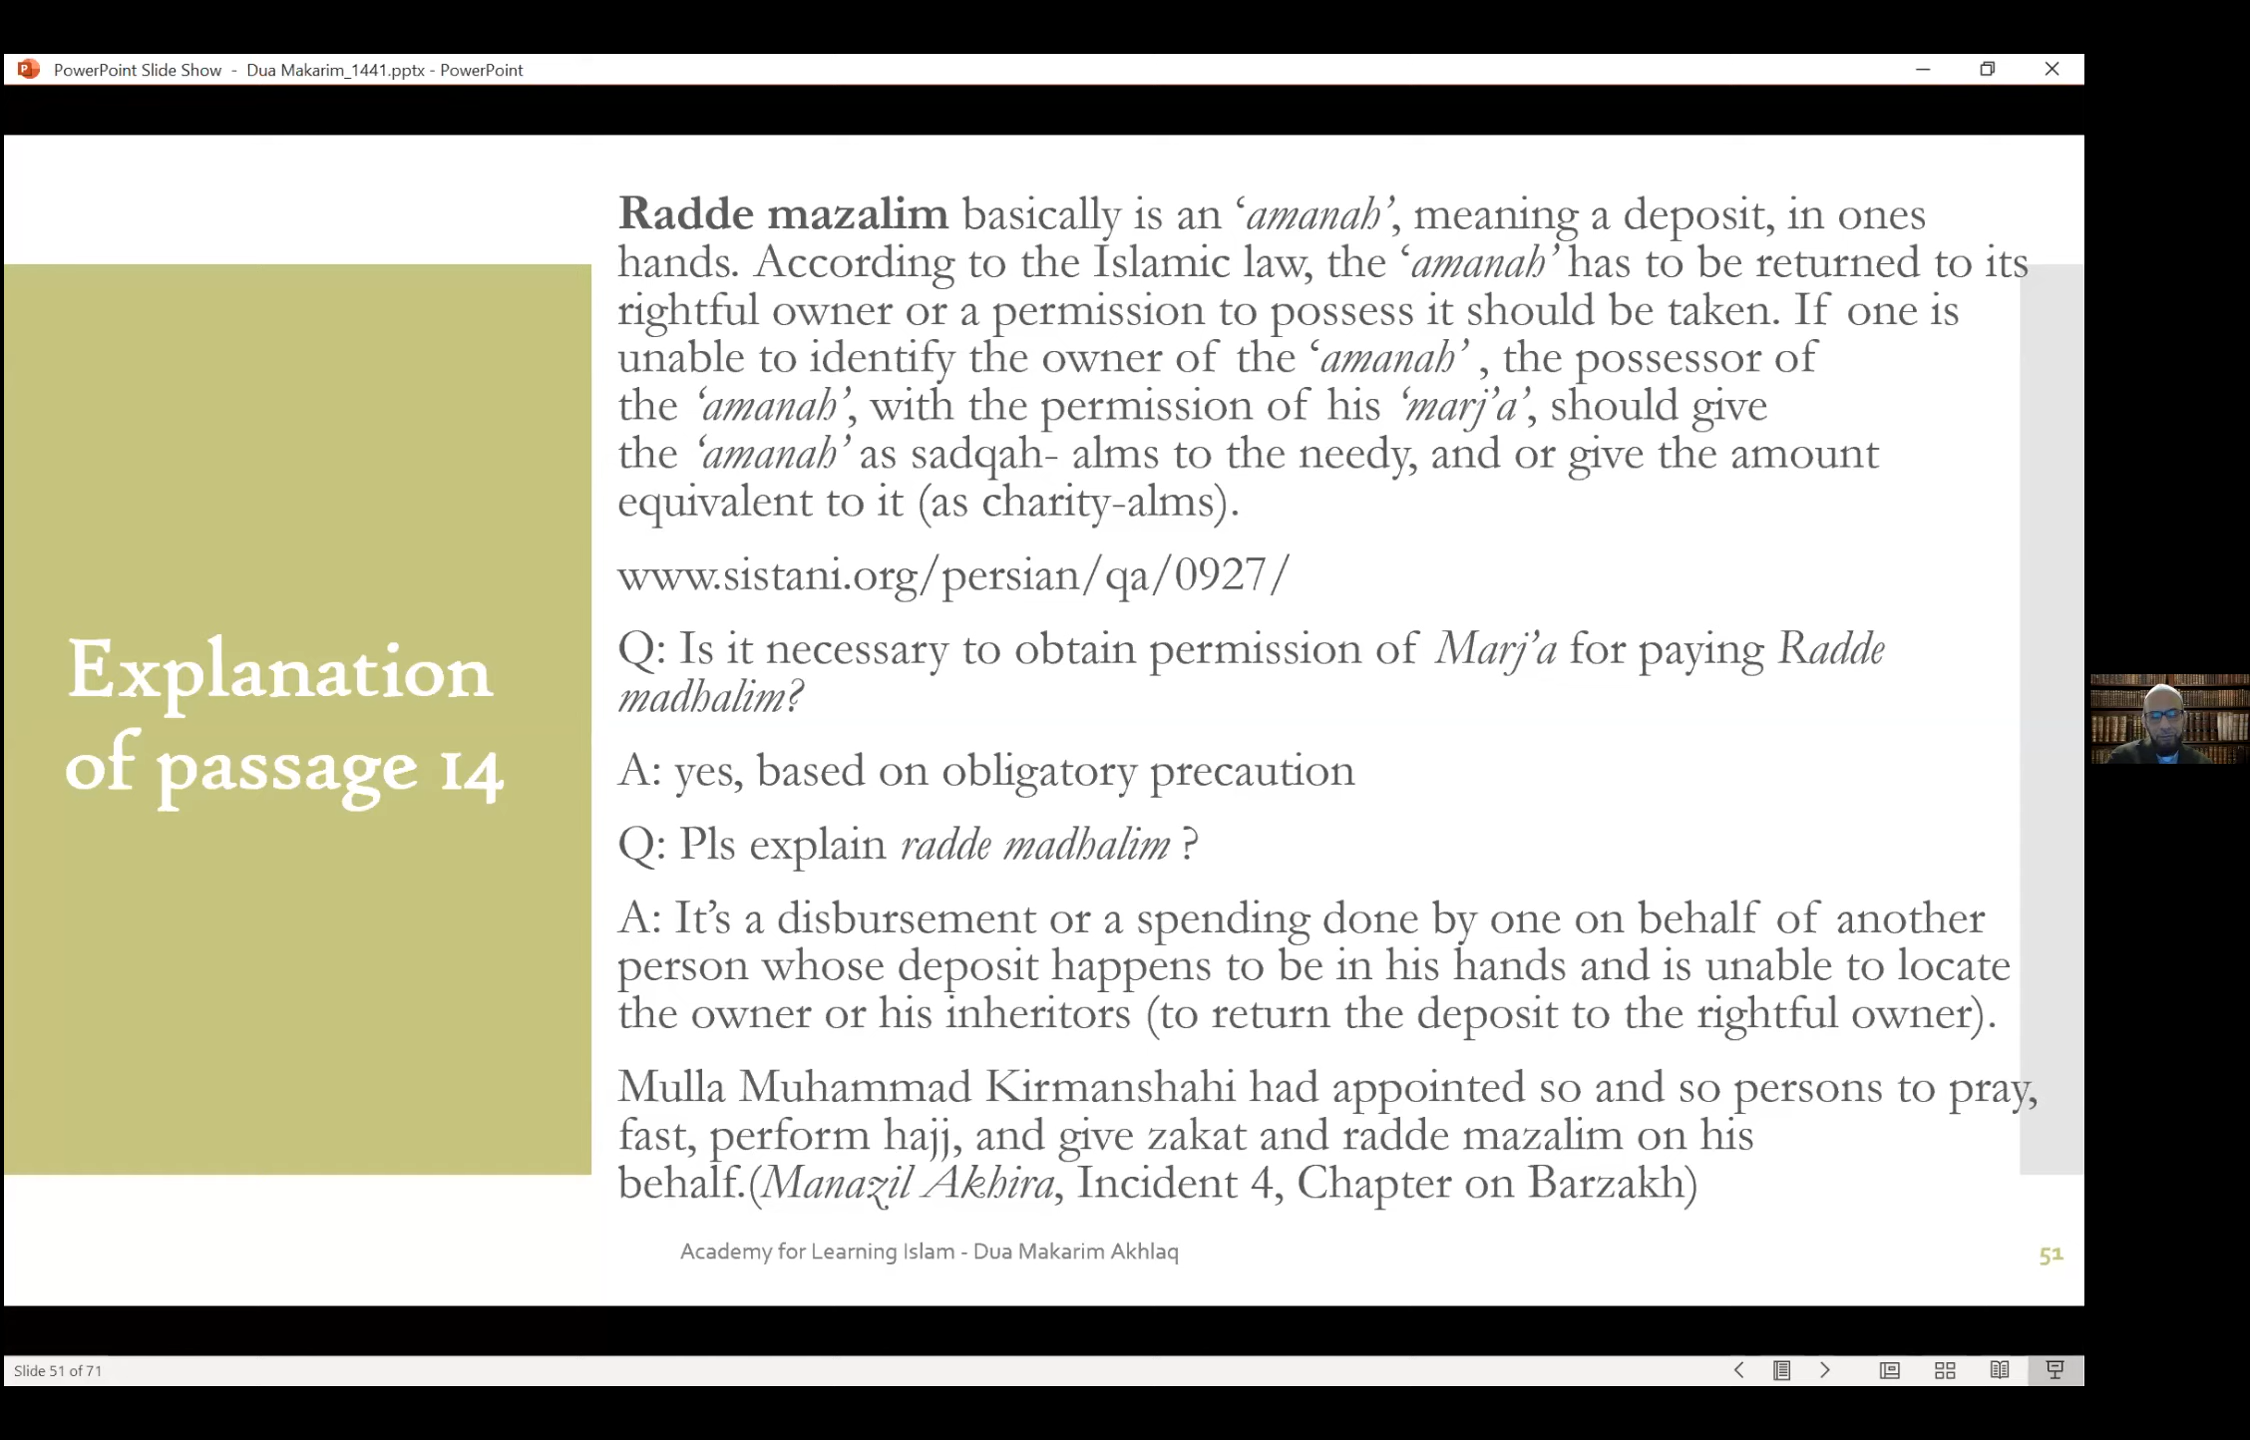 PowerPoint Slide Show - Dua Makarim_1441.pptx - PowerPoint
Radde mazalim basically is an ‘amanah’, meaning a deposit, in ones
hands. According to the Islamic law, the ‘amanah’ has to be returned to its
rightful owner or a permission to possess it should be taken. If one is
unable to identify the owner of the ‘amanah’ , the possessor of
the ‘amanah’, with the permission of his ‘marj’a’, should give
the ‘amanah’ as sadqah- alms to the needy, and or give the amount
equivalent to it (as charity-alms).
www.sistani.org/persian/qa/0927/
Q: Is it necessary to obtain permission of Marj’a for paying Radde
madhalim?
A: yes, based on obligatory precaution
Q: Pls explain radde madhalim ?
A: It’s a disbursement or a spending done by one on behalf of another
person whose deposit happens to be in his hands and is unable to locate
the owner or his inheritors (to return the deposit to the rightful owner).
Mulla Muhammad Kirmanshahi had appointed so and so persons to pray,
fast, perform hajj, and give zakat and radde mazalim on his
behalf.(Manazil Akhira, Incident 4, Chapter on Barzakh)
Explanation
of passage 14
Academy for Learning Islam - Dua Makarim Akhlaq
51
Slide 51 of 71